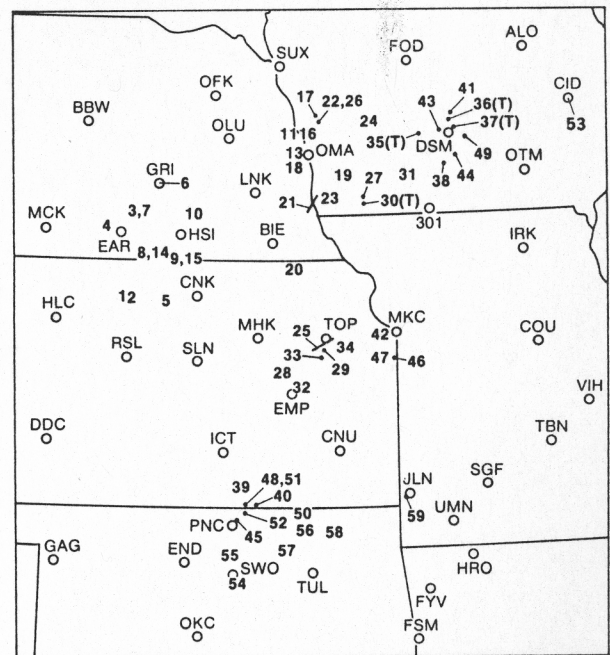 ALO
FOD
SUX
OFK
CID
BBW
17
22,26
41
36(T)
24
43
37(T)
53
OLU
11 16
35(T)
DSM
49
13
OMA
OTM
18
38
44
GRI
6
LNK
19
27
31
21
23
30(T)
3,7
10
301
MCK
4
EAR
HSI
BIE
IRK
8,14
9,15
20
CNK
12
5
HLC
MHK
TOP
MKC
25
34
42
COU
RSL
SLN
33
29
47
46
28
32
VIH
EMP
DDC
TBN
ICT
CNU
SGF
JLN
39
48,51
40
59
UMN
50
PNC
52
56
58
45
GAG
END
55
57
HRO
SWO
54
TUL
FYV
OKC
FSM